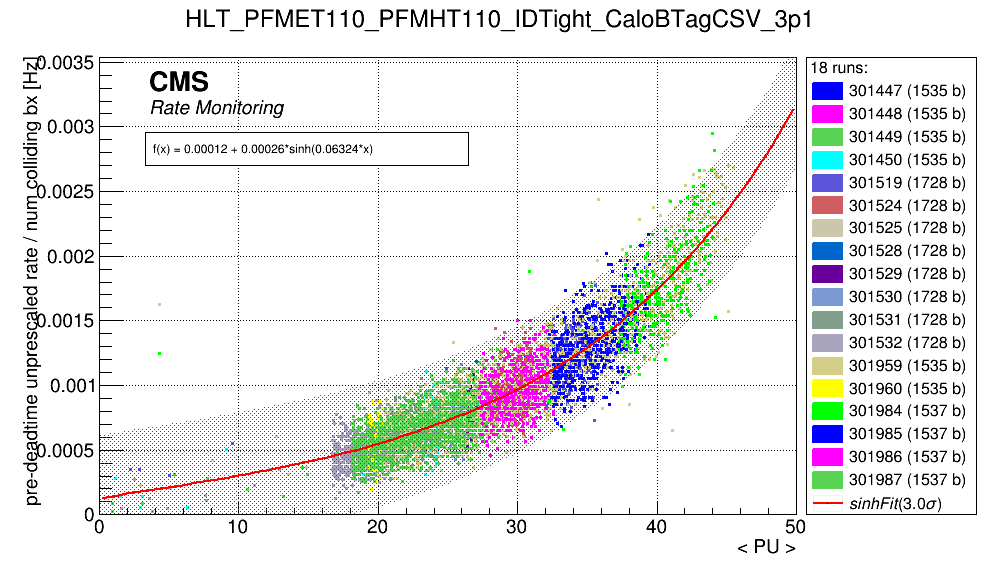 HLT_PFMET110_PFMHT110_IDTight_CaloBTagCSV_3p1
pre-deadtime unprescaled rate / num colliding bx [Hz]
0.0035
0.003
0.0025
0.002
0.0015
0.001
0.0005
0
CMS
Rate Monitoring
f(x) = 0.00012 + 0.00026*sinh(0.06324*x)
0 10 20 30 40 50
< PU >
18 runs:
301447 (1535 b)
301448 (1535 b)
301449 (1535 b)
301450 (1535 b)
301519 (1728 b)
301524 (1728 b)
301525 (1728 b)
301528 (1728 b)
301529 (1728 b)
301530 (1728 b)
301531 (1728 b)
301532 (1728 b)
301959 (1535 b)
301960 (1535 b)
301984 (1537 b)
301985 (1537 b)
301986 (1537 b)
301987 (1537 b)
sinhFit(3.0σ)